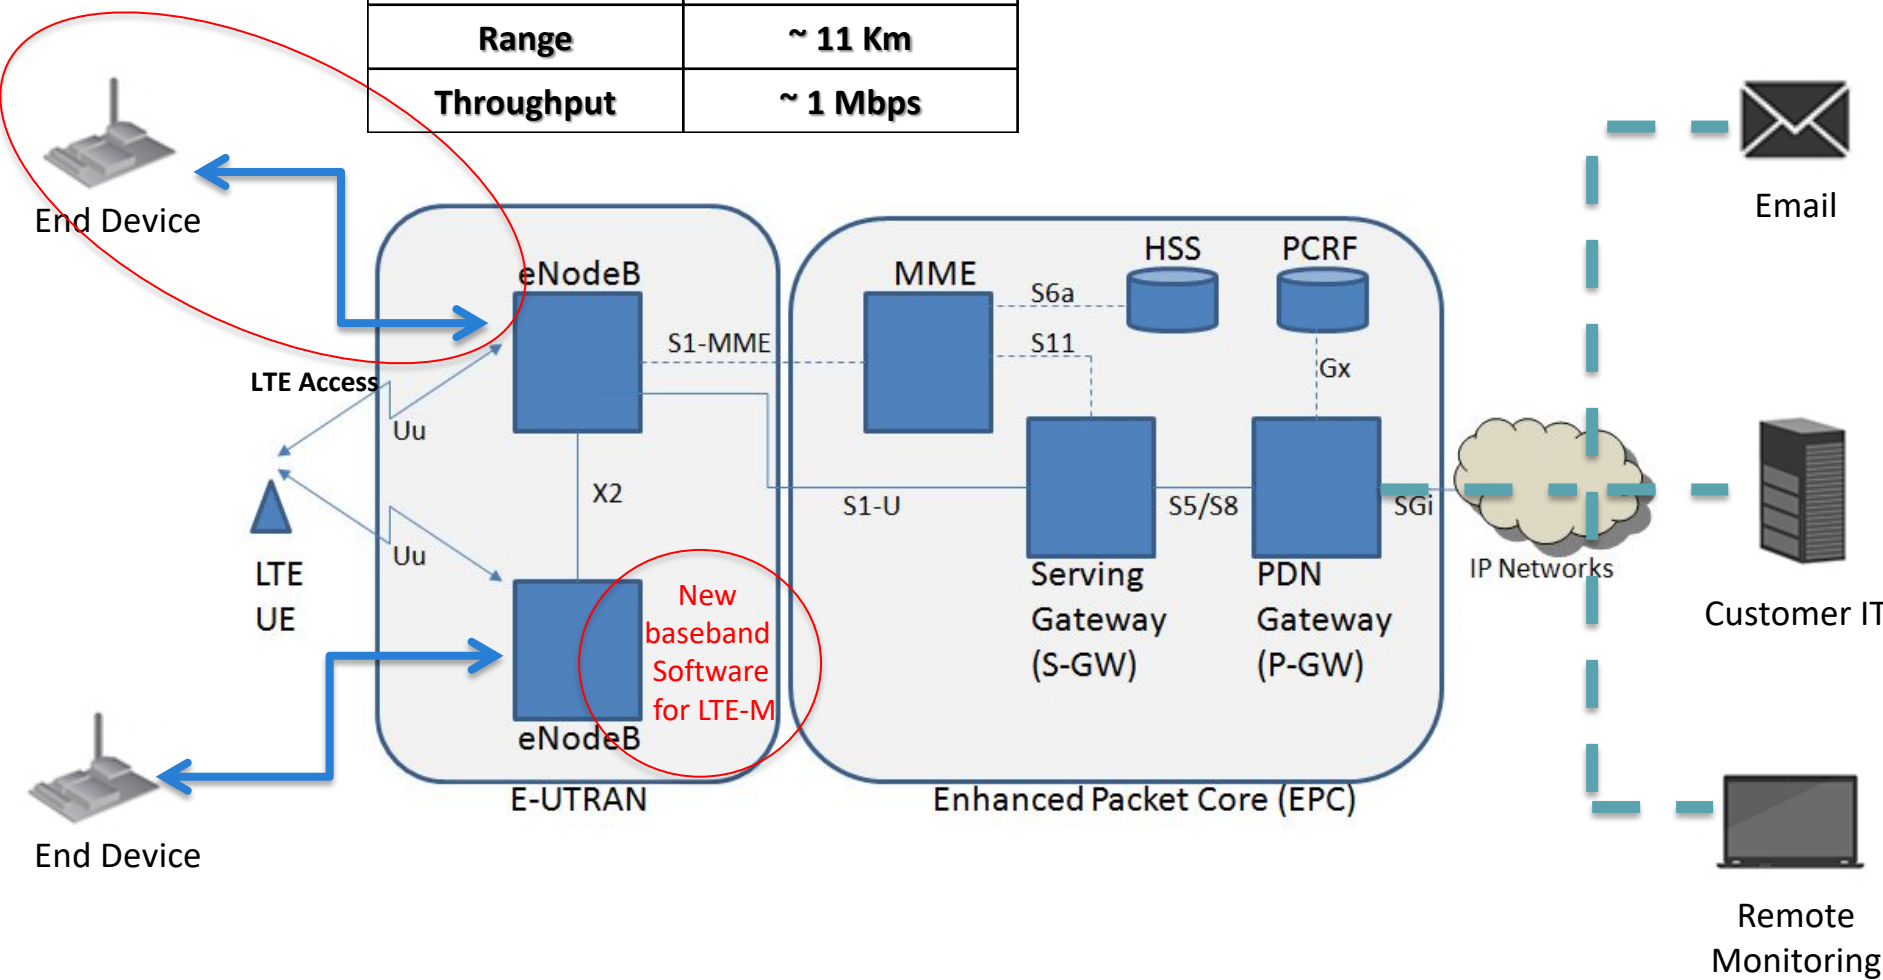 Range ~ 11 Km
Throughput ~ 1 Mbps
End Device
Email
eNodeB
MME
HSS
PCRF
S6a
S1-MME
S11
Gx
LTE Access
Uu
X2
S1-U
S5/S8
SGi
Uu
LTE
UE
Serving
Gateway
(S-GW)
PDN
Gateway
(P-GW)
IP Networks
Customer IT
New
baseband
Software
for LTE-M
eNodeB
E-UTRAN
Enhanced Packet Core (EPC)
End Device
Remote
Monitoring